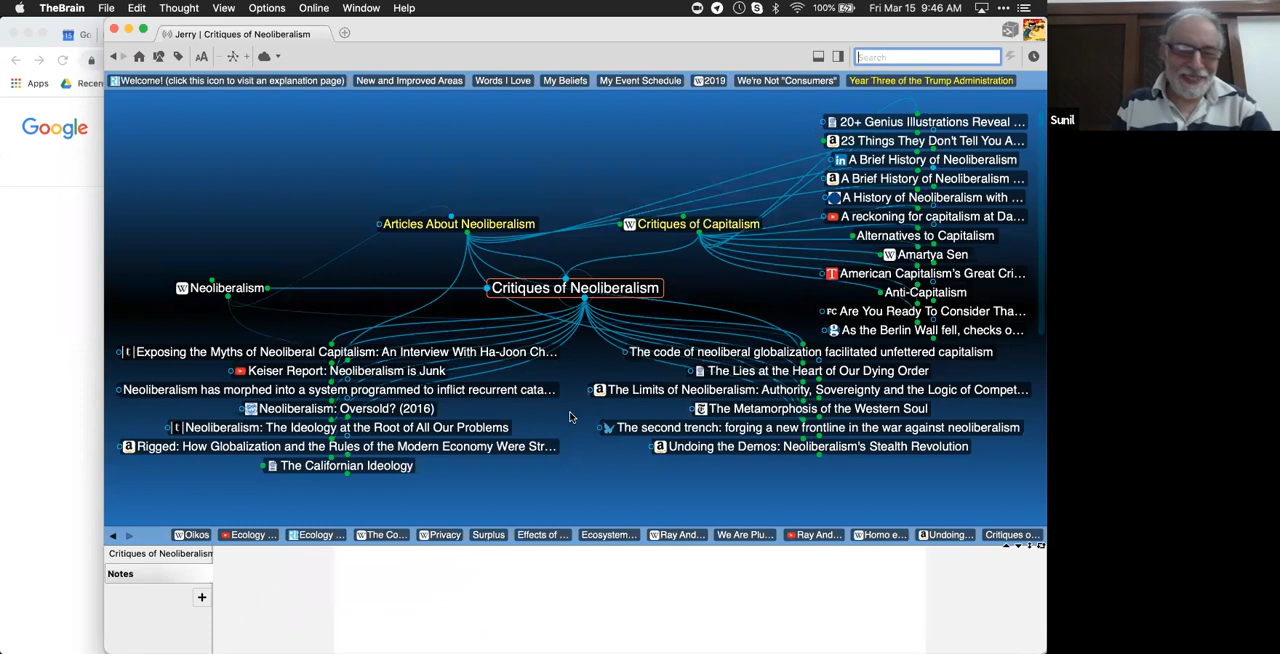 TheBrain File Edit Thought View Options Online Window Help 100% Fri Mar 15 9:46 AM
Jerry | Critiques of Neoliberalism
AA Search
Apps Recen
Welcome! (click this icon to visit an explanation page) New and Improved Areas Words I Love My Beliefs My Event Schedule 2019 We're Not "Consumers" Year Three of the Trump Administration
Google
Sunil
20+ Genius Illustrations Reveal ...
23 Things They Don't Tell You A...
A Brief History of Neoliberalism
A Brief History of Neoliberalism ...
A History of Neoliberalism with ...
A reckoning for capitalism at Da...
Alternatives to Capitalism
Amartya Sen
American Capitalism's Great Cri...
Anti-Capitalism
Are You Ready To Consider Tha...
As the Berlin Wall fell, checks o...
Articles About Neoliberalism
Critiques of Capitalism
Neoliberalism
Critiques of Neoliberalism
Exposing the Myths of Neoliberal Capitalism: An Interview With Ha-Joon Ch...
Keiser Report: Neoliberalism is Junk
Neoliberalism has morphed into a system programmed to inflict recurrent cata...
Neoliberalism: Oversold? (2016)
Neoliberalism: The Ideology at the Root of All Our Problems
Rigged: How Globalization and the Rules of the Modern Economy Were Str...
The Californian Ideology
The code of neoliberal globalization facilitated unfettered capitalism
The Lies at the Heart of Our Dying Order
The Limits of Neoliberalism: Authority, Sovereignty and the Logic of Compet...
The Metamorphosis of the Western Soul
The second trench: forging a new frontline in the war against neoliberalism
Undoing the Demos: Neoliberalism's Stealth Revolution
Oikos Ecology ... Ecology ... The Co... Privacy Surplus Effects of ... Ecosystem... Ray And... We Are Plu... Ray And... Homo e... Undoing... Critiques o...
Critiques of Neoliberalism
Notes
+